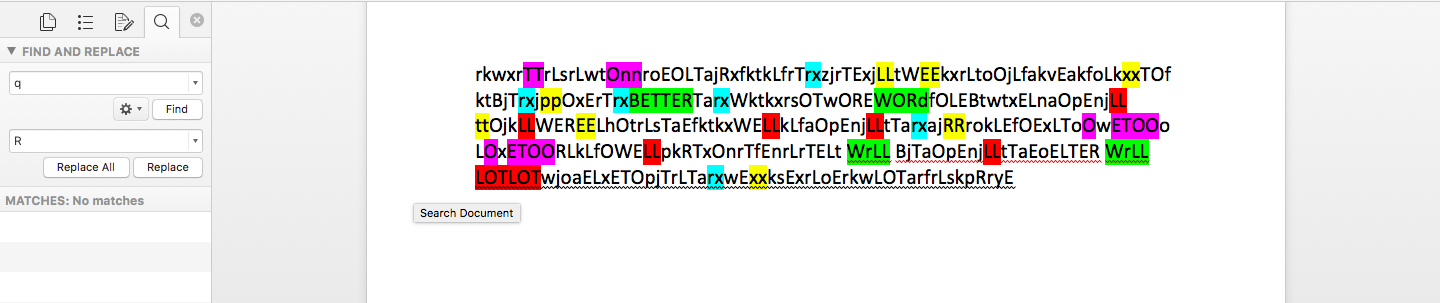 FIND AND REPLACE
q
Find
R
Replace All
Replace
MATCHES: No matches
rkwxrTTrLsrLwtOnnroEOLTajRxfktkLfrTrxzjrTExjLLtWEEkxrLtoOjLfakvEakfoLkxxTOf
ktBjTrxjppOxErTrxBETTERTarxWktkxrsOTwOREWORdfOLEBtwtxELnaOpEnjLL
ttOjkLLWEREELhOtrLsTaEfktkxWELLkLfaOpEnjLLtTarxajRRrokLEfOExLToOwETOOo
LOxETOORLkLfOWELLpkRTxOnrTfEnrLrTELt WrLL BjTaOpEnjLLtTaEoELTER WrLL
LOTLOTwjoaELxETOpjTrLTarxwExxksExrLoErkwLOTarfrLskpRryE
Search Document